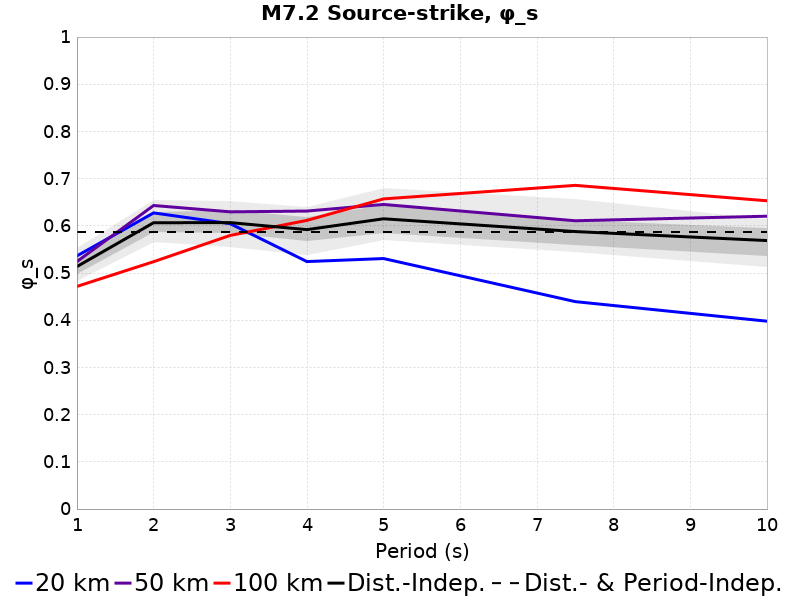 M7.2 Source-strike, φ_s
1
0.9
0.8
0.7
0.6
0.5
0.4
0.3
0.2
0.1
0
φ_s
1 2 3 4 5 6 7 8 9 10
Period (s)
20 km 50 km 100 km Dist.-Indep. Dist.- & Period-Indep.